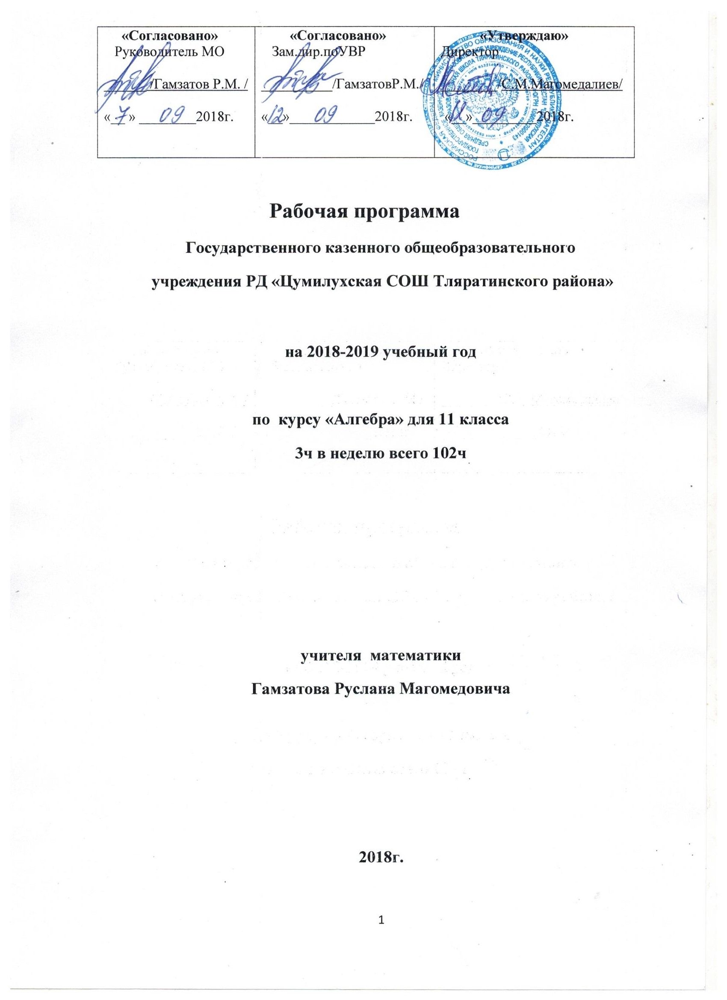 «Согласовано»
Руководитель МО
/Гамзатов Р.М. /
«7» 09 2018г.
«Согласовано»
Зам.дир.поУВР
/ГамзатовР.М./
«12» 09 2018г.
«Утверждаю»
Директор
/С.М.Магомедалиев/
«12» 09 2018г.
Рабочая программа
Государственного казенного общеобразовательного
учреждения РД «Цумилухская СОШ Тляратинского района»
на 2018-2019 учебный год
по курсу «Алгебра» для 11 класса
3ч в неделю всего 102ч
учителя математики
Гамзатова Руслана Магомедовича
2018г.
1